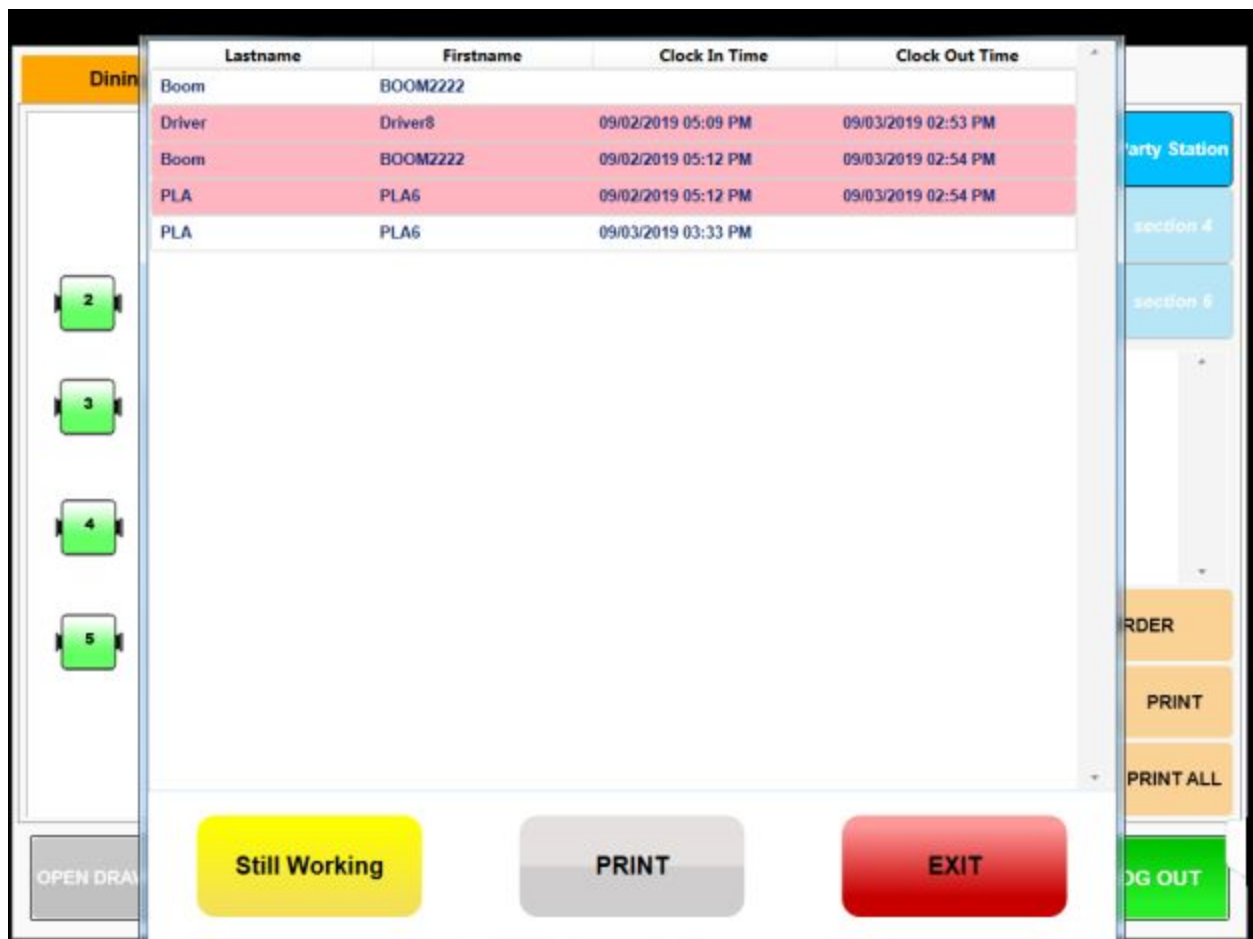 Lastname Firstname Clock In Time Clock Out Time
Boom BOOM2222
Driver Driver8 09/02/2019 05:09 PM 09/03/2019 02:53 PM
Boom BOOM2222 09/02/2019 05:12 PM 09/03/2019 02:54 PM
PLA PLA6 09/02/2019 05:12 PM 09/03/2019 02:54 PM
PLA PLA6 09/03/2019 03:33 PM
Dinin
arty Station
section 4
section 6
2
3
4
5
RDER
PRINT
PRINT ALL
Still Working PRINT EXIT
OPEN DRAW
OG OUT